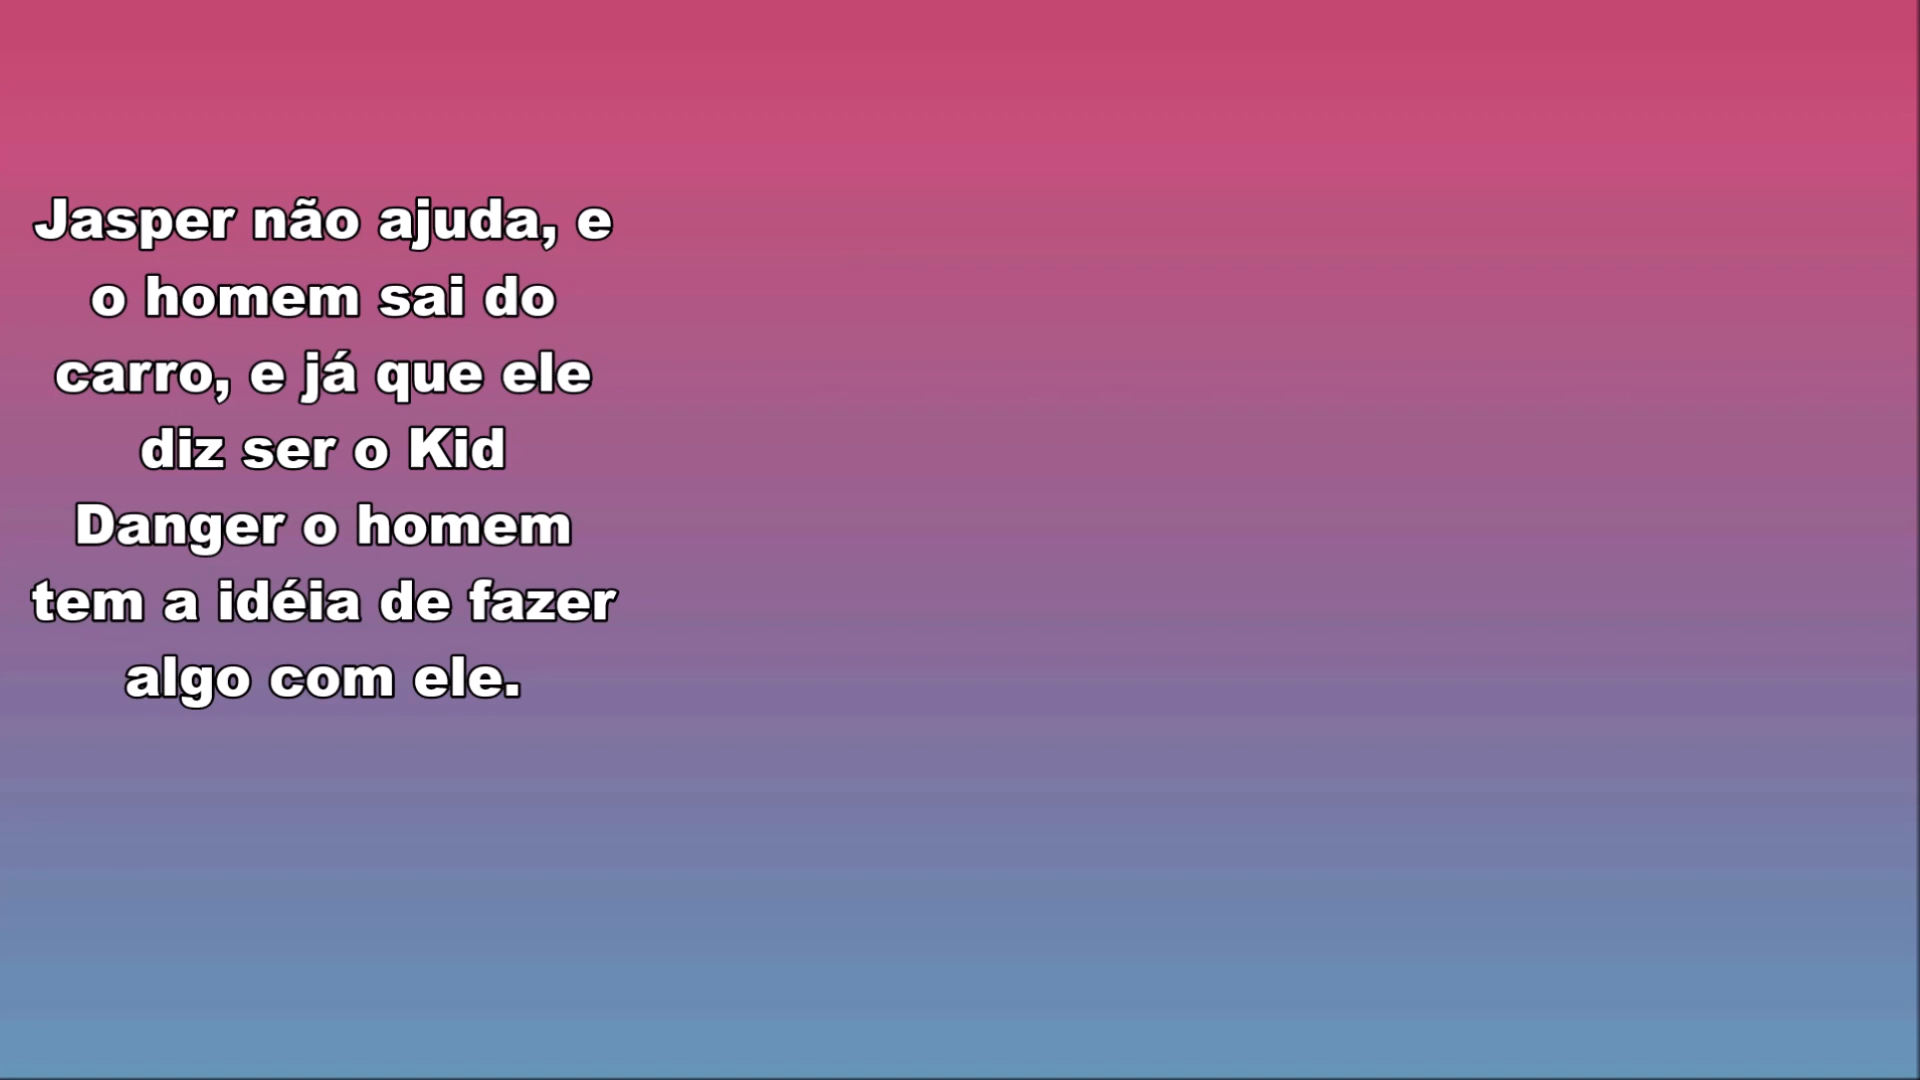 Jasper não ajuda, e
o homem sai do
carro, e já que ele
diz ser o Kid
Danger o homem
tem a idéia de fazer
algo com ele.